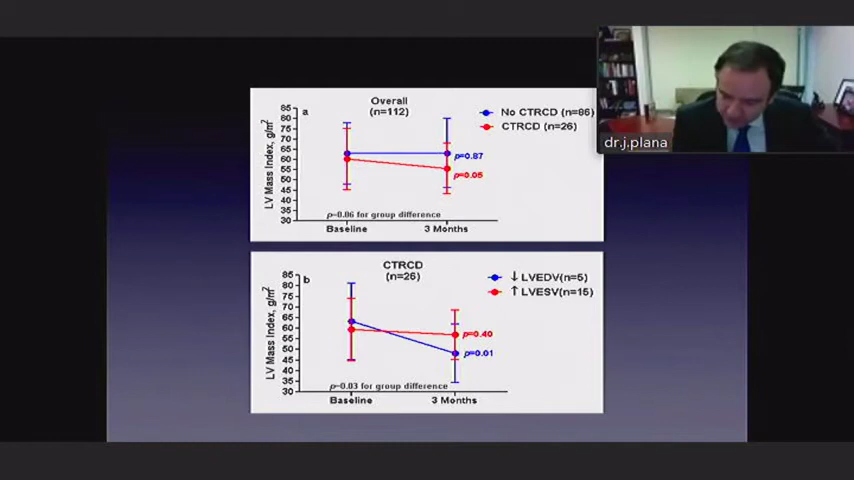 dr.j.plana
Overall
(n=112)
a
No CTRCD (n=86)
CTRCD (n=26)
LV Mass Index, g/m²
85
80
75
70
65
60
55
50
45
40
35
30
p=0.87
p=0.05
p=0.06 for group difference
Baseline
3 Months
CTRCD
(n=26)
b
↓ LVEDV(n=5)
↑ LVESV(n=15)
LV Mass Index, g/m²
85
80
75
70
65
60
55
50
45
40
35
30
p=0.40
p=0.01
p=0.03 for group difference
Baseline
3 Months